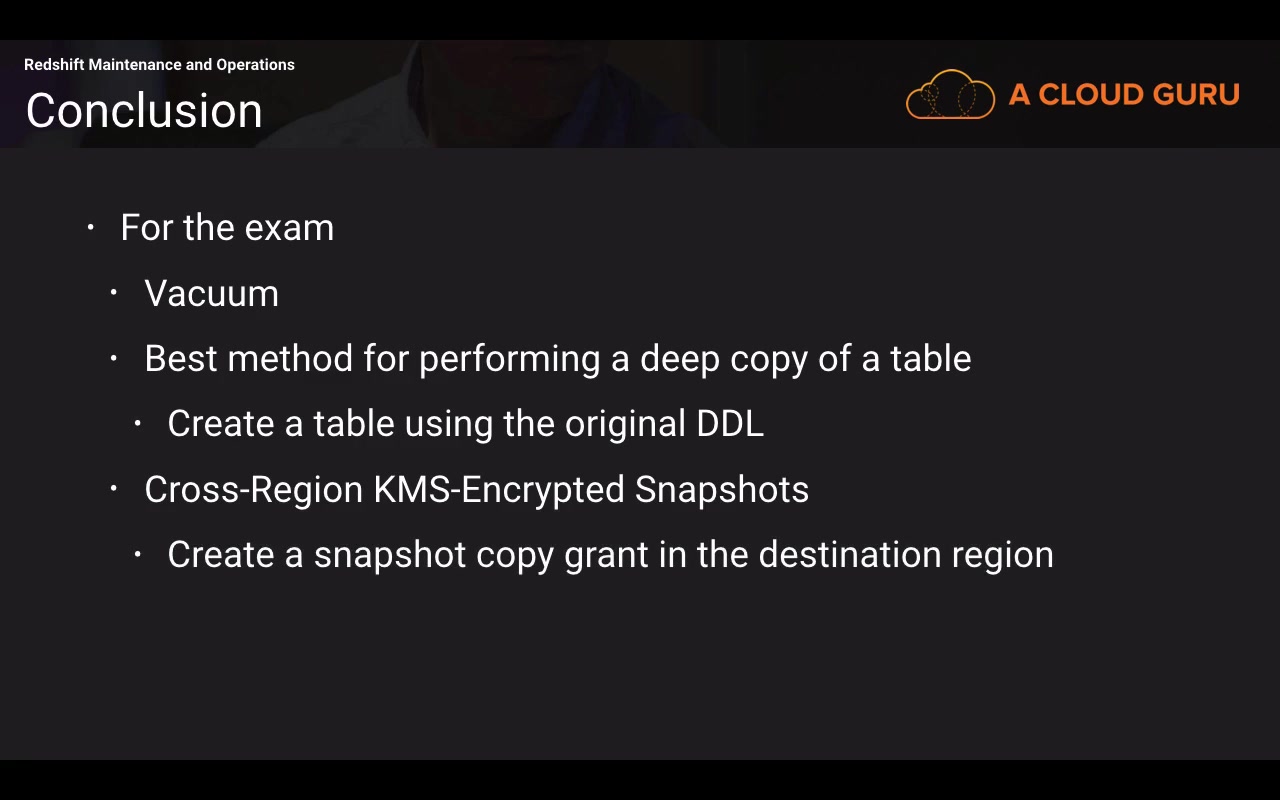 Redshift Maintenance and Operations
Conclusion
A CLOUD GURU
• For the exam
• Vacuum
• Best method for performing a deep copy of a table
• Create a table using the original DDL
• Cross-Region KMS-Encrypted Snapshots
• Create a snapshot copy grant in the destination region